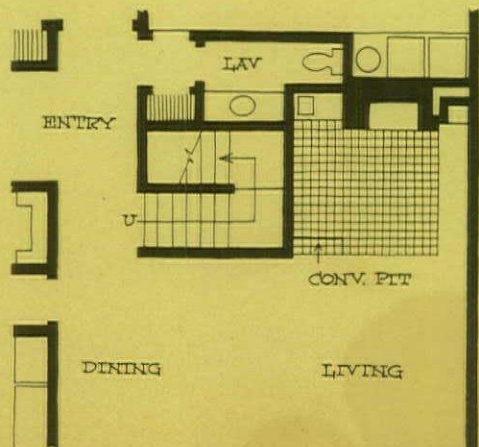 LAV
ENTRY
U
CONV. PIT
DINING
LIVING